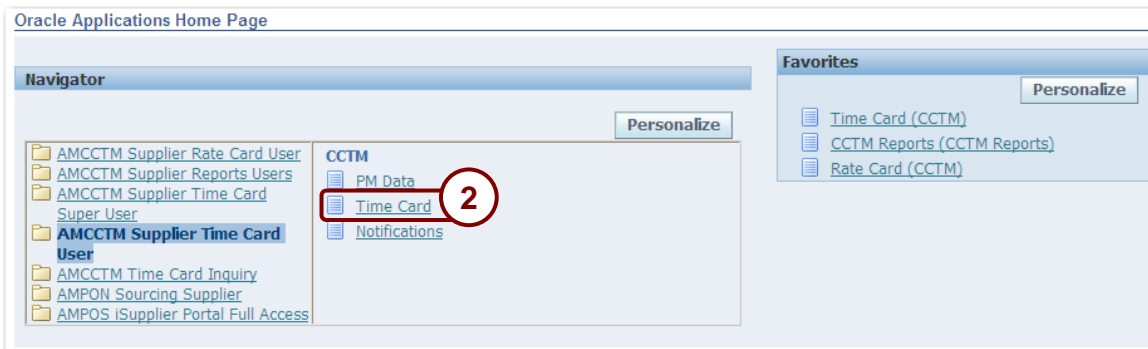 Oracle Applications Home Page
Navigator
Personalize
AMCCTM Supplier Rate Card User
AMCCTM Supplier Reports Users
AMCCTM Supplier Time Card
Super User
AMCCTM Supplier Time Card
User
AMCCTM Time Card Inquiry
AMPON Sourcing Supplier
AMPOS iSupplier Portal Full Access
CCTM
PM Data
Time Card
2
Notifications
Favorites
Personalize
Time Card (CCTM)
CCTM Reports (CCTM Reports)
Rate Card (CCTM)